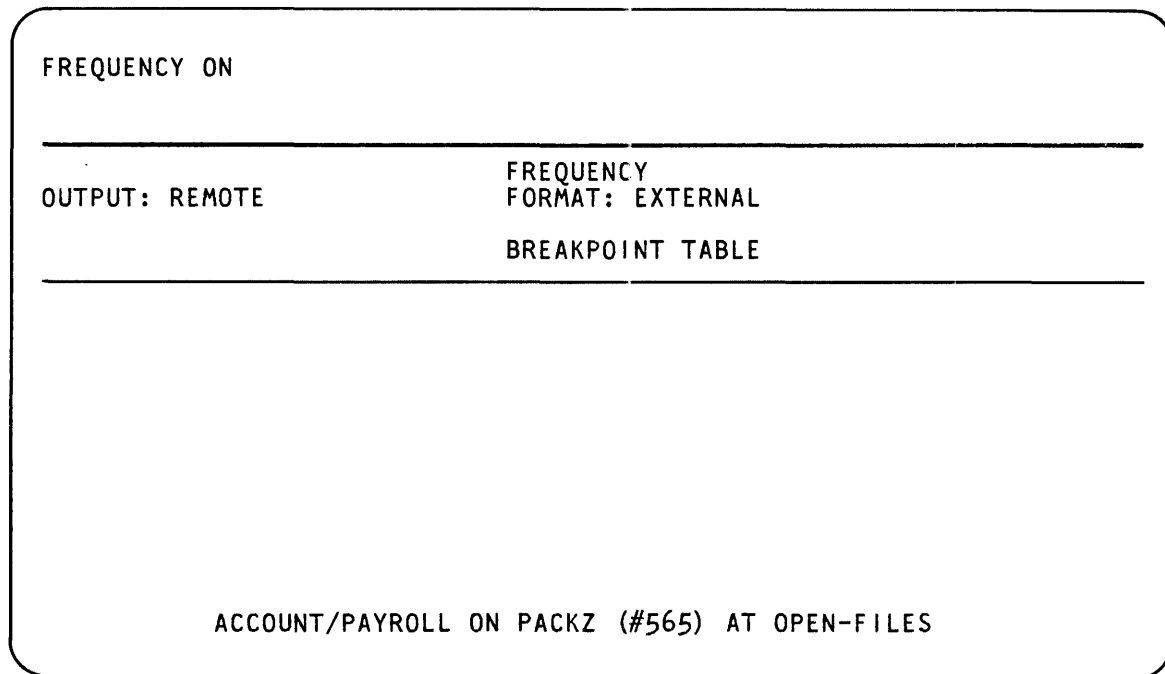 FREQUENCY ON
FREQUENCY
OUTPUT: REMOTE FORMAT: EXTERNAL
BREAKPOINT TABLE
ACCOUNT/PAYROLL ON PACKZ (#565) AT OPEN-FILES